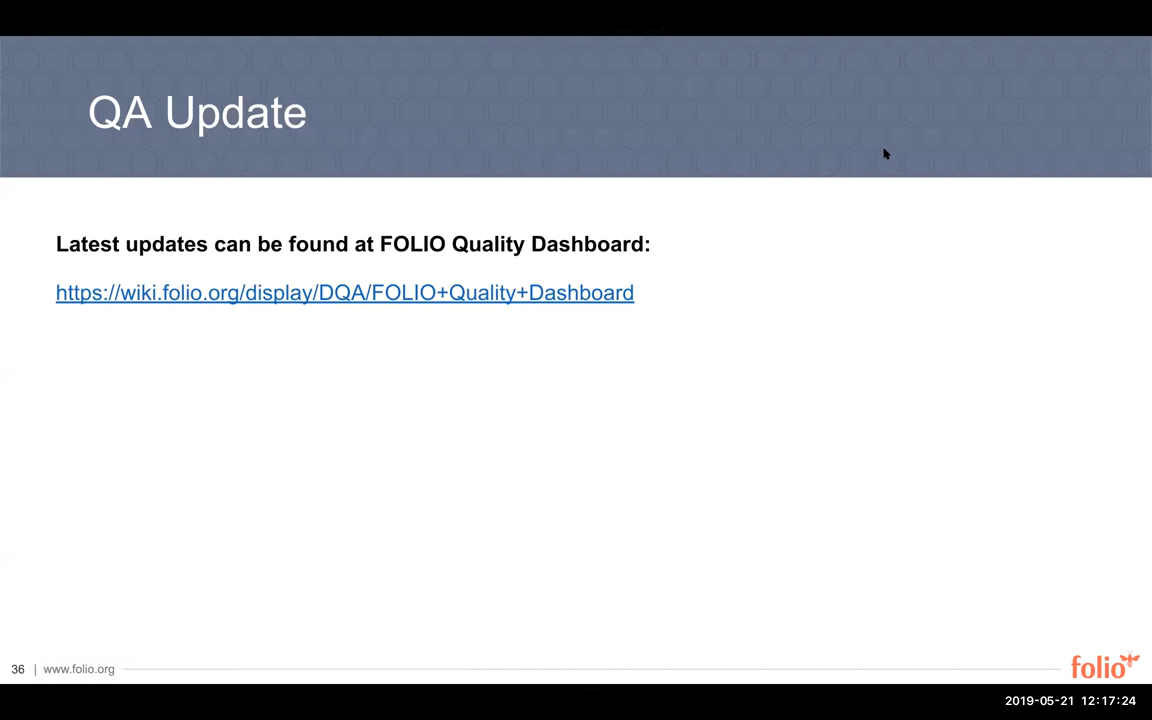 QA Update
Latest updates can be found at FOLIO Quality Dashboard:
https://wiki.folio.org/display/DQA/FOLIO+Quality+Dashboard
36 | www.folio.org
folio
2019-05-21 12:17:24